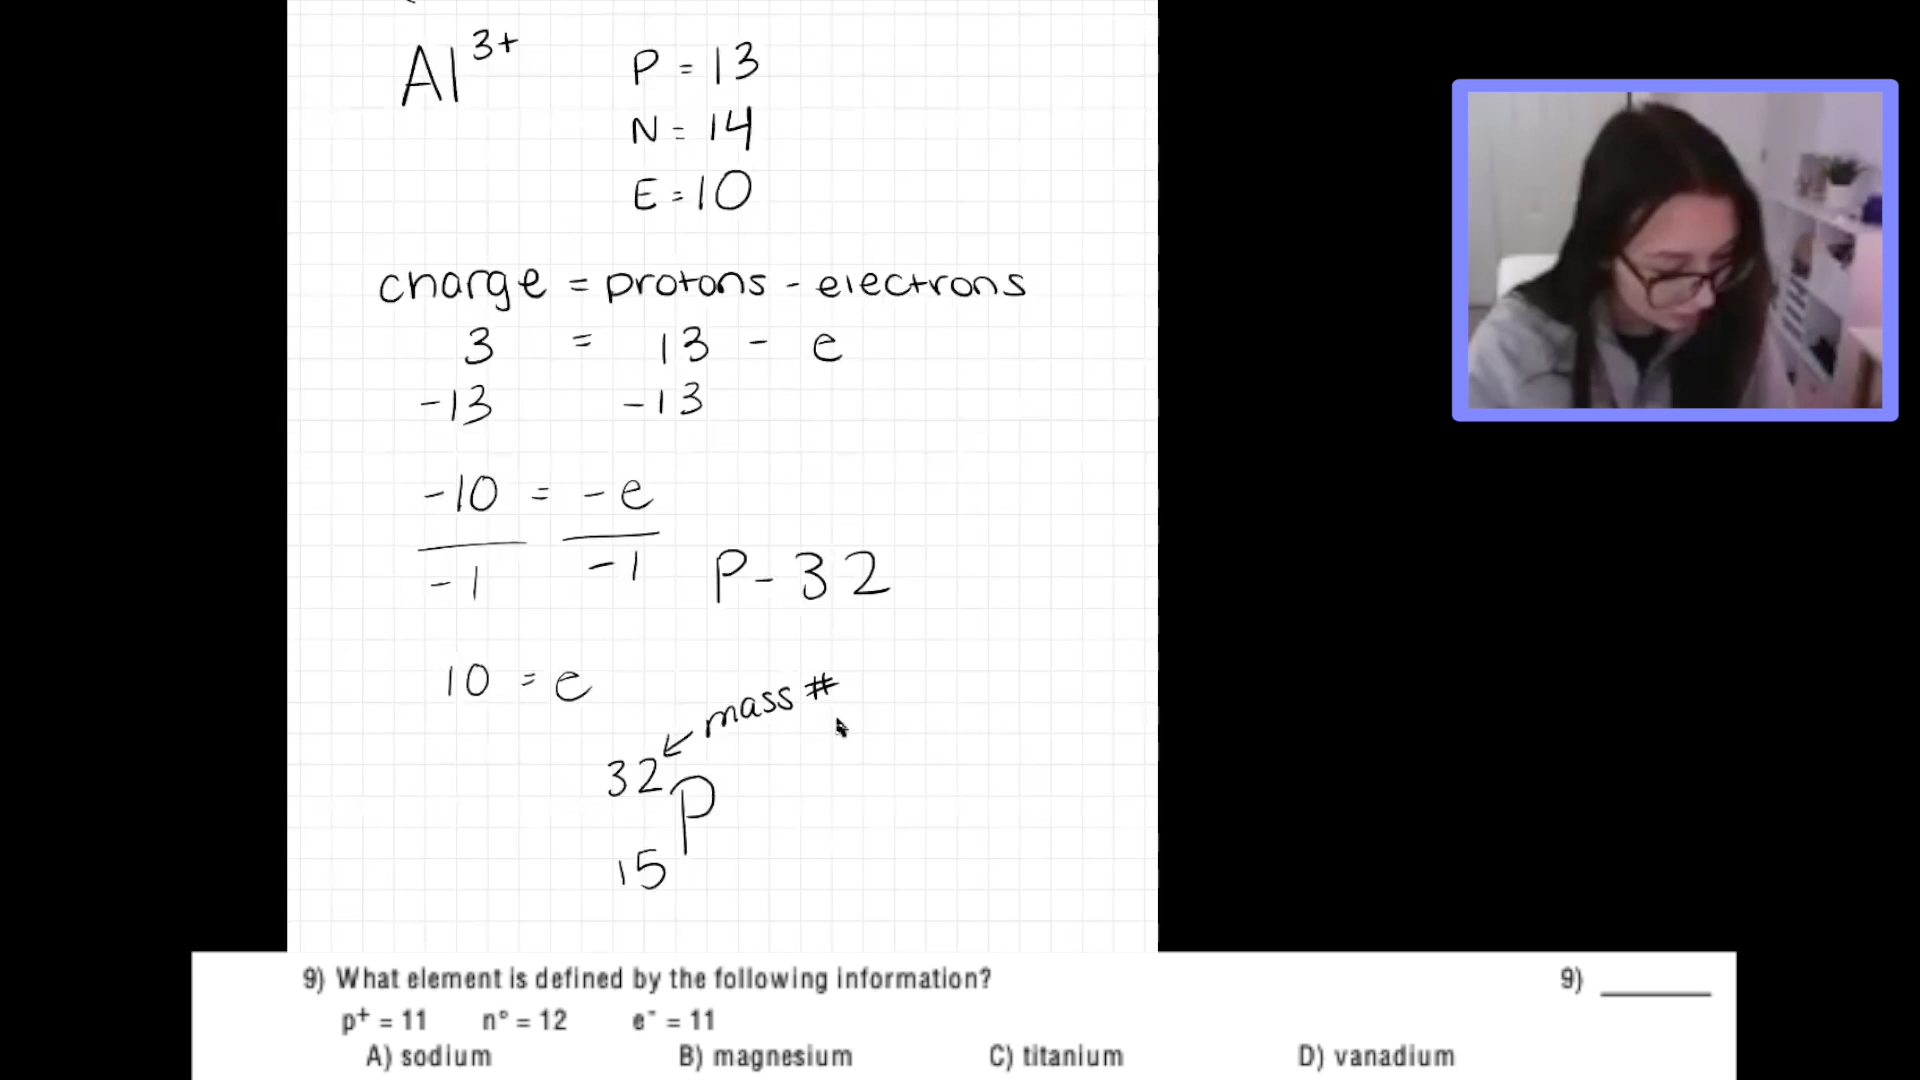 Al³⁺
P = 13
N = 14
E = 10
charge = protons - electrons
3 = 13 - e
-13 -13
-10 = -e
-1 -1
P-32
10 = e
mass #
32
P
15
9) What element is defined by the following information? 9) ______
p⁺ = 11 n° = 12 e⁻ = 11
A) sodium B) magnesium C) titanium D) vanadium